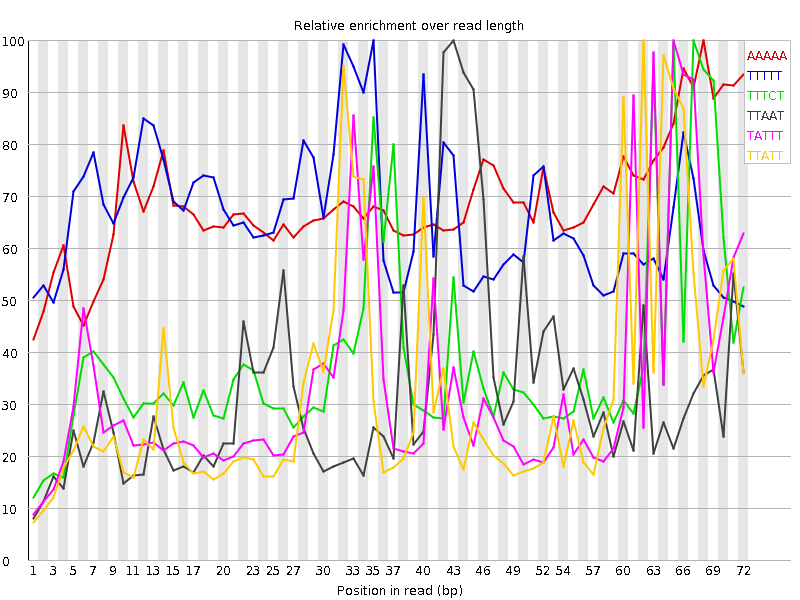 Relative enrichment over read length
100
90
80
70
60
50
40
30
20
10
0
AAAAA
TTTTT
TTTCT
TTAAT
TATTT
TTATT
1 3 5 7 9 11 13 15 17 20 23 25 27 30 33 35 37 40 43 46 49 52 54 57 60 63 66 69 72
Position in read (bp)